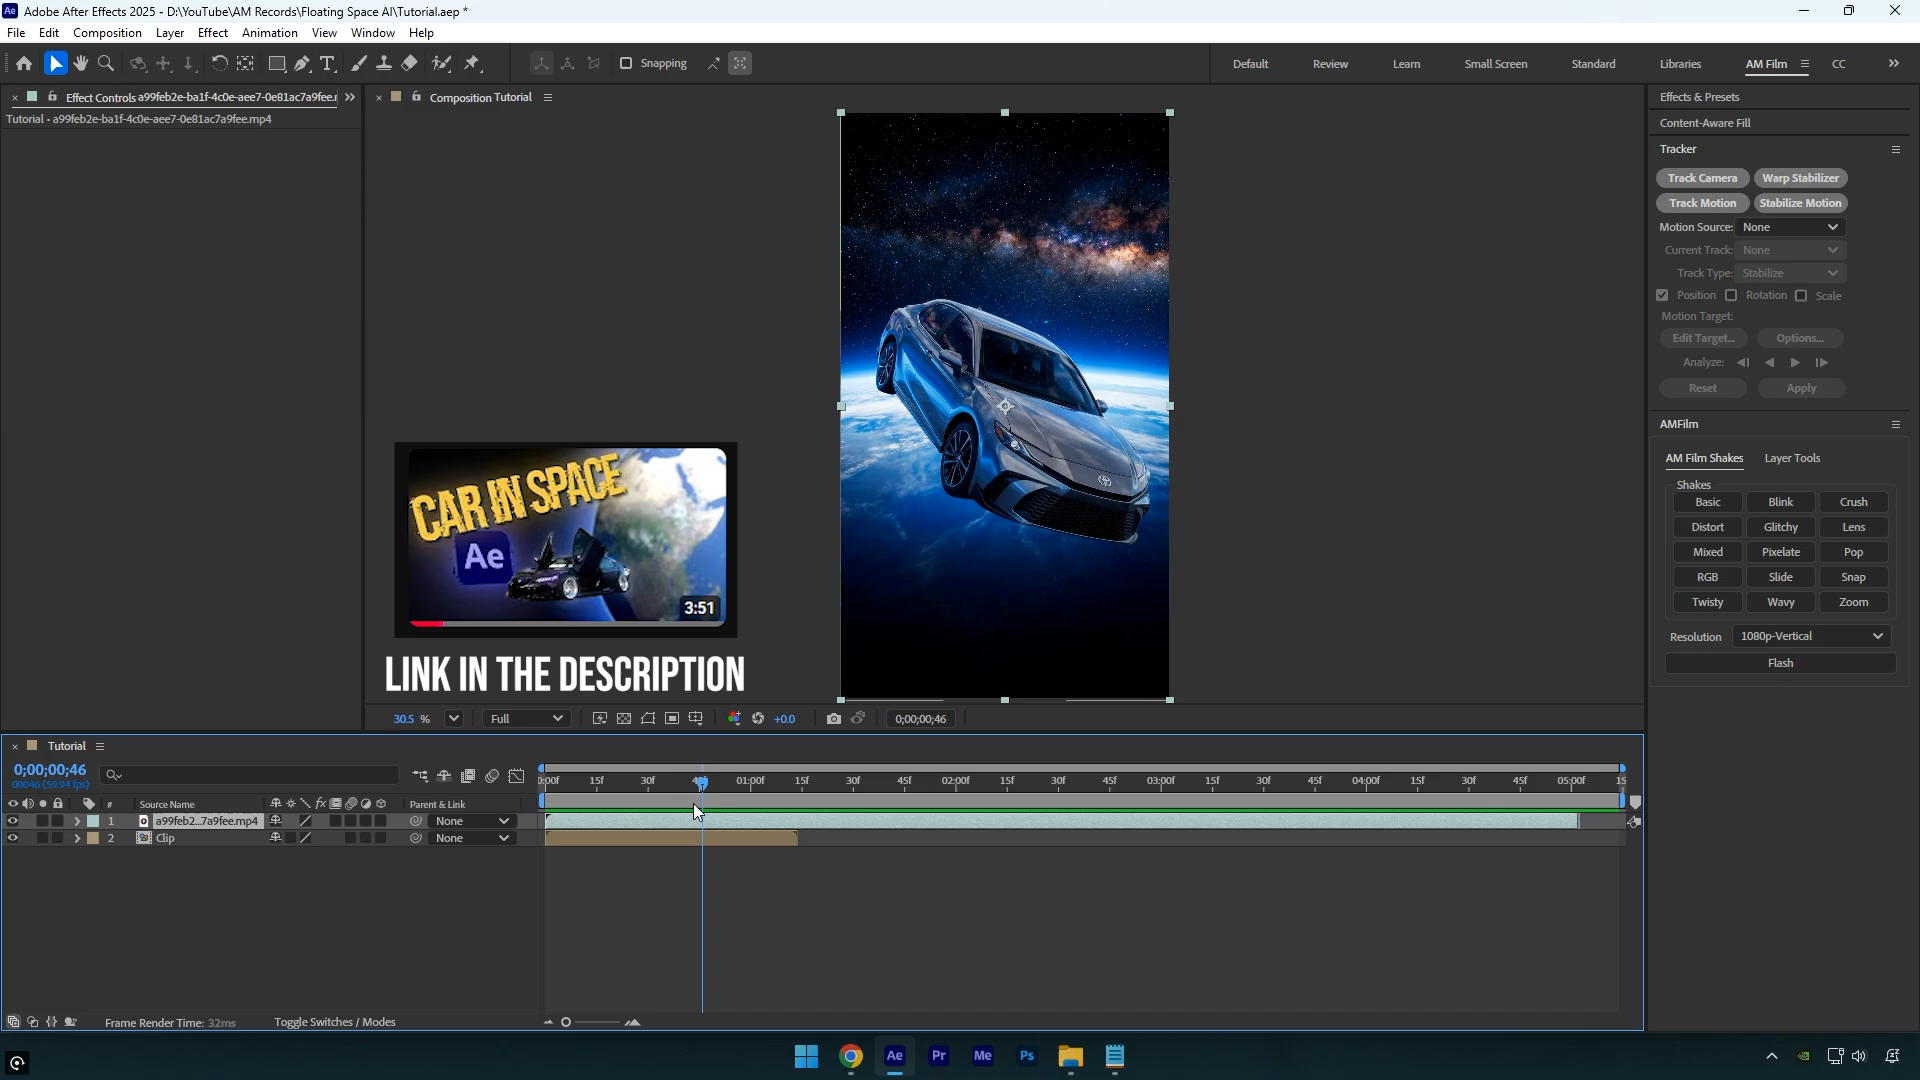 Adobe After Effects 2025 - D:\YouTube\AM Records\Floating Space AI\Tutorial.aep *
File Edit Composition Layer Effect Animation View Window Help
Snapping
Default Review Learn Small Screen Standard Libraries AM Film CC
Effect Controls a99feb2e-ba1f-4c0e-aee7-0e81ac7a9fee.r
Tutorial • a99feb2e-ba1f-4c0e-aee7-0e81ac7a9fee.mp4
Composition Tutorial
CAR IN SPACE
Ae
3:51
LINK IN THE DESCRIPTION
30.5 % Full +0.0 0;00;00;46
Effects & Presets
Content-Aware Fill
Tracker
Track Camera Warp Stabilizer
Track Motion Stabilize Motion
Motion Source: None
Current Track: None
Track Type: Stabilize
Position Rotation Scale
Motion Target:
Edit Target... Options...
Analyze:
Reset Apply
AMFilm
AM Film Shakes Layer Tools
Shakes
Basic Blink Crush
Distort Glitchy Lens
Mixed Pixelate Pop
RGB Slide Snap
Twisty Wavy Zoom
Resolution 1080p-Vertical
Flash
Tutorial
0;00;00;46
00046 (59.94 fps)
0:00f 15f 30f 45f 01:00f 15f 30f 45f 02:00f 15f 30f 45f 03:00f 15f 30f 45f 04:00f 15f 30f 45f 05:00f 15
# Source Name fx Parent & Link
1 a99feb2...7a9fee.mp4 None
2 Clip None
Frame Render Time: 32ms Toggle Switches / Modes
Ae Pr Me Ps